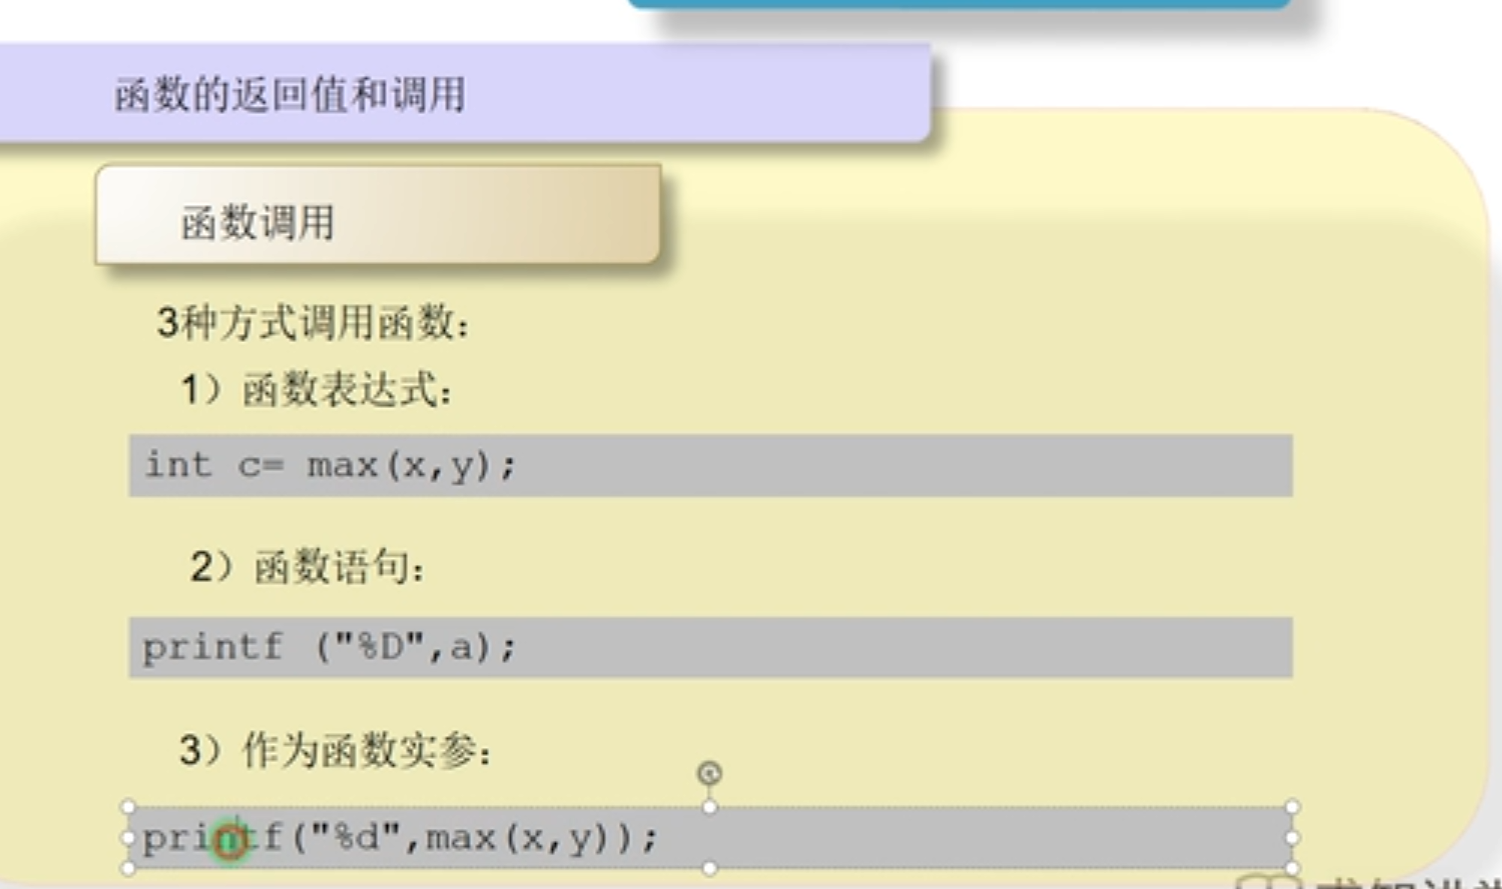 函数的返回值和调用
函数调用
3种方式调用函数：
1）函数表达式：
int c= max(x,y);
2）函数语句：
printf ("%D",a);
3）作为函数实参：
printf("%d",max(x,y));